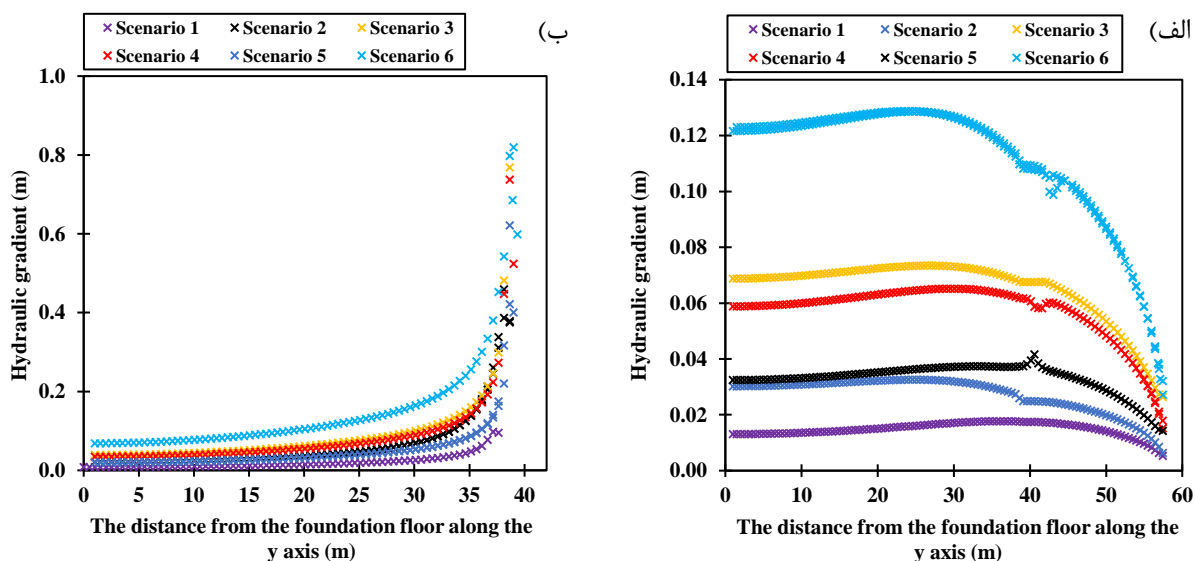 ب)
Scenario 1 Scenario 2 Scenario 3
Scenario 4 Scenario 5 Scenario 6
Hydraulic gradient (m)
1.0
0.8
0.6
0.4
0.2
0.0
0 5 10 15 20 25 30 35 40
The distance from the foundation floor along the
y axis (m)
الف)
Scenario 1 Scenario 2 Scenario 3
Scenario 4 Scenario 5 Scenario 6
Hydraulic gradient (m)
0.14
0.12
0.10
0.08
0.06
0.04
0.02
0.00
0 10 20 30 40 50 60
The distance from the foundation floor along the
y axis (m)